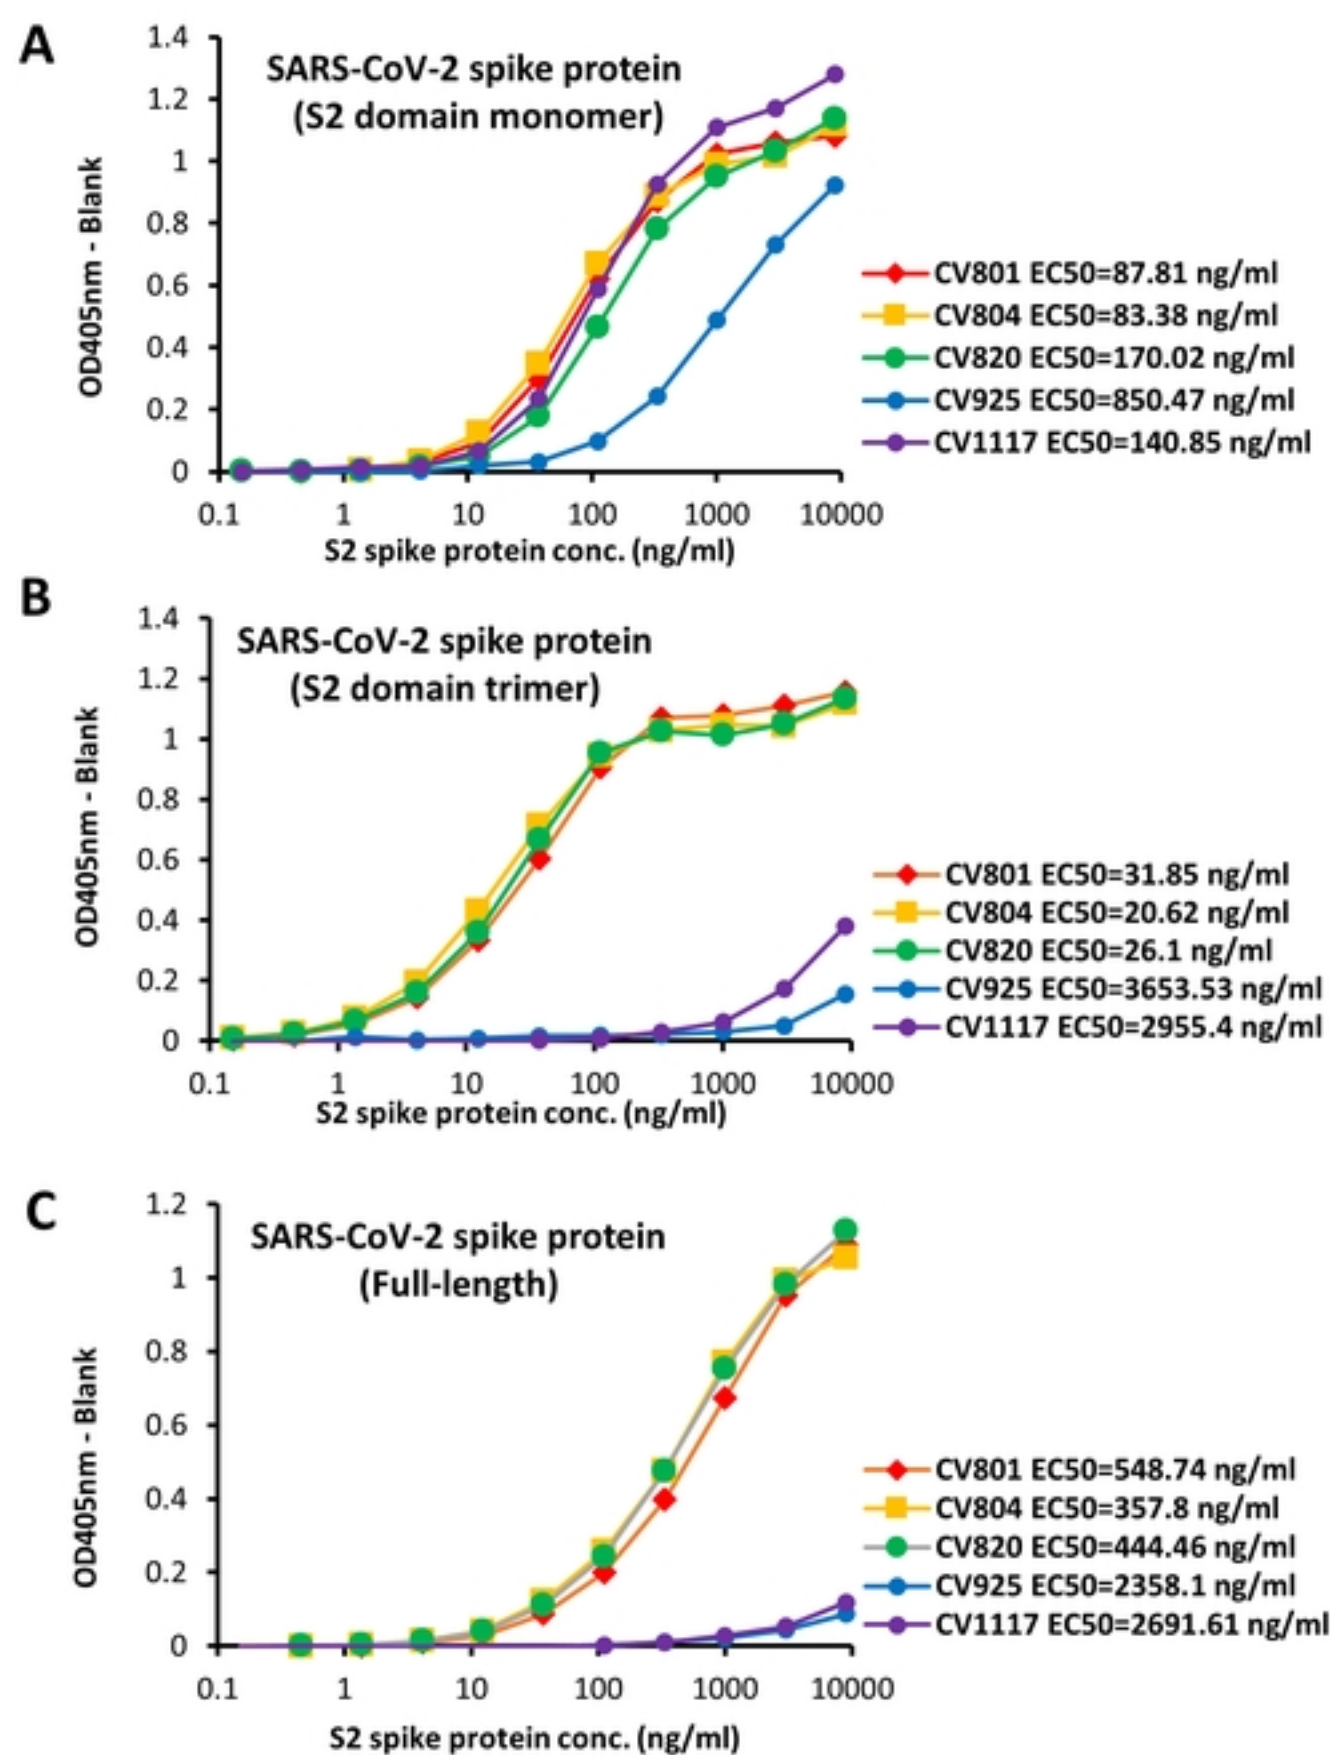 A
SARS-CoV-2 spike protein
(S2 domain monomer)
OD405nm - Blank
1.4
1.2
1
0.8
0.6
0.4
0.2
0
0.1 1 10 100 1000 10000
S2 spike protein conc. (ng/ml)
CV801 EC50=87.81 ng/ml
CV804 EC50=83.38 ng/ml
CV820 EC50=170.02 ng/ml
CV925 EC50=850.47 ng/ml
CV1117 EC50=140.85 ng/ml
B
SARS-CoV-2 spike protein
(S2 domain trimer)
OD405nm - Blank
1.4
1.2
1
0.8
0.6
0.4
0.2
0
0.1 1 10 100 1000 10000
S2 spike protein conc. (ng/ml)
CV801 EC50=31.85 ng/ml
CV804 EC50=20.62 ng/ml
CV820 EC50=26.1 ng/ml
CV925 EC50=3653.53 ng/ml
CV1117 EC50=2955.4 ng/ml
C
SARS-CoV-2 spike protein
(Full-length)
OD405nm - Blank
1.2
1
0.8
0.6
0.4
0.2
0
0.1 1 10 100 1000 10000
S2 spike protein conc. (ng/ml)
CV801 EC50=548.74 ng/ml
CV804 EC50=357.8 ng/ml
CV820 EC50=444.46 ng/ml
CV925 EC50=2358.1 ng/ml
CV1117 EC50=2691.61 ng/ml